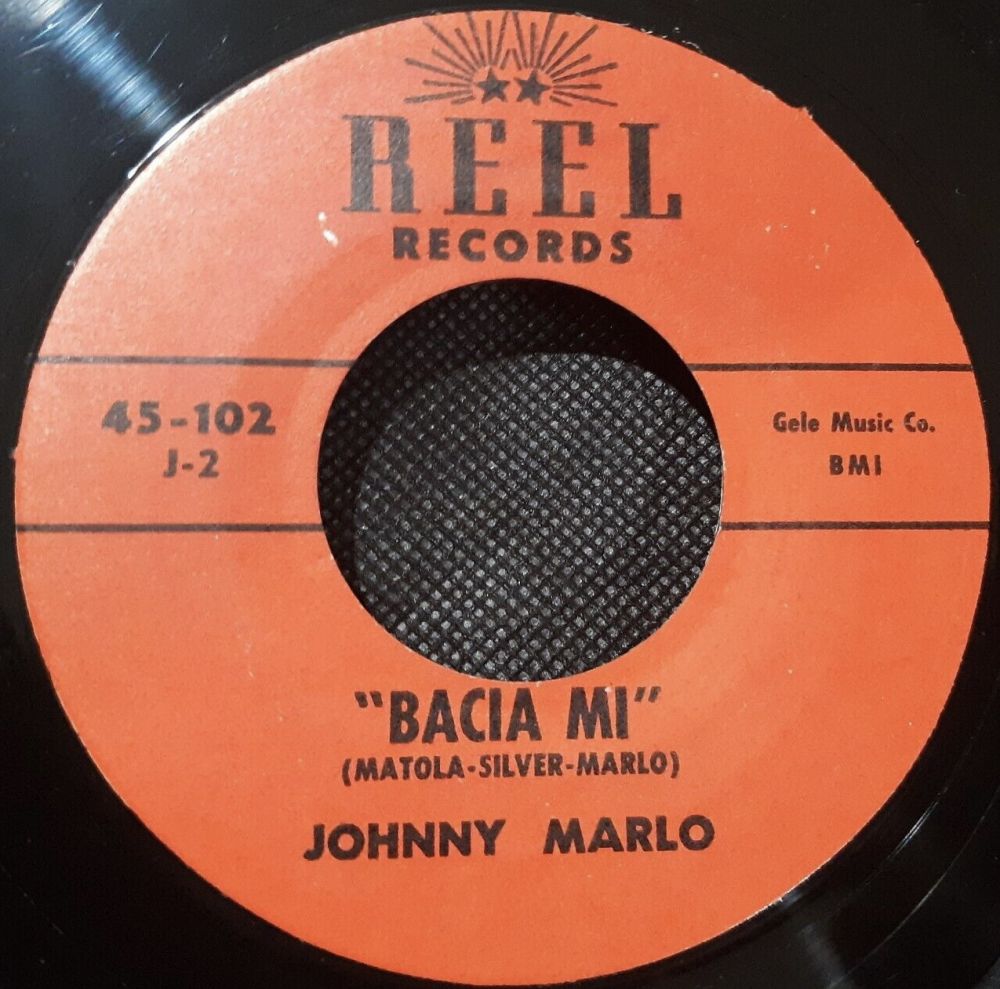 REEL
RECORDS
45-102
J-2
Gele Music Co.
BMI
"BACIA MI"
(MATOLA-SILVER-MARLO)
JOHNNY MARLO